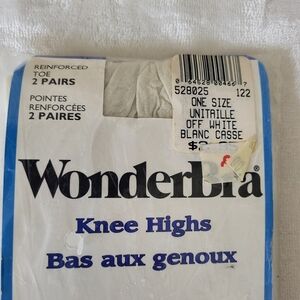 REINFORCED
TOE
2 PAIRS
POINTES
RENFORCÉES
2 PAIRES
528025 122
ONE SIZE
UNITAILLE
OFF WHITE
BLANC CASSE
WonderBra®
Knee Highs
Bas aux genoux